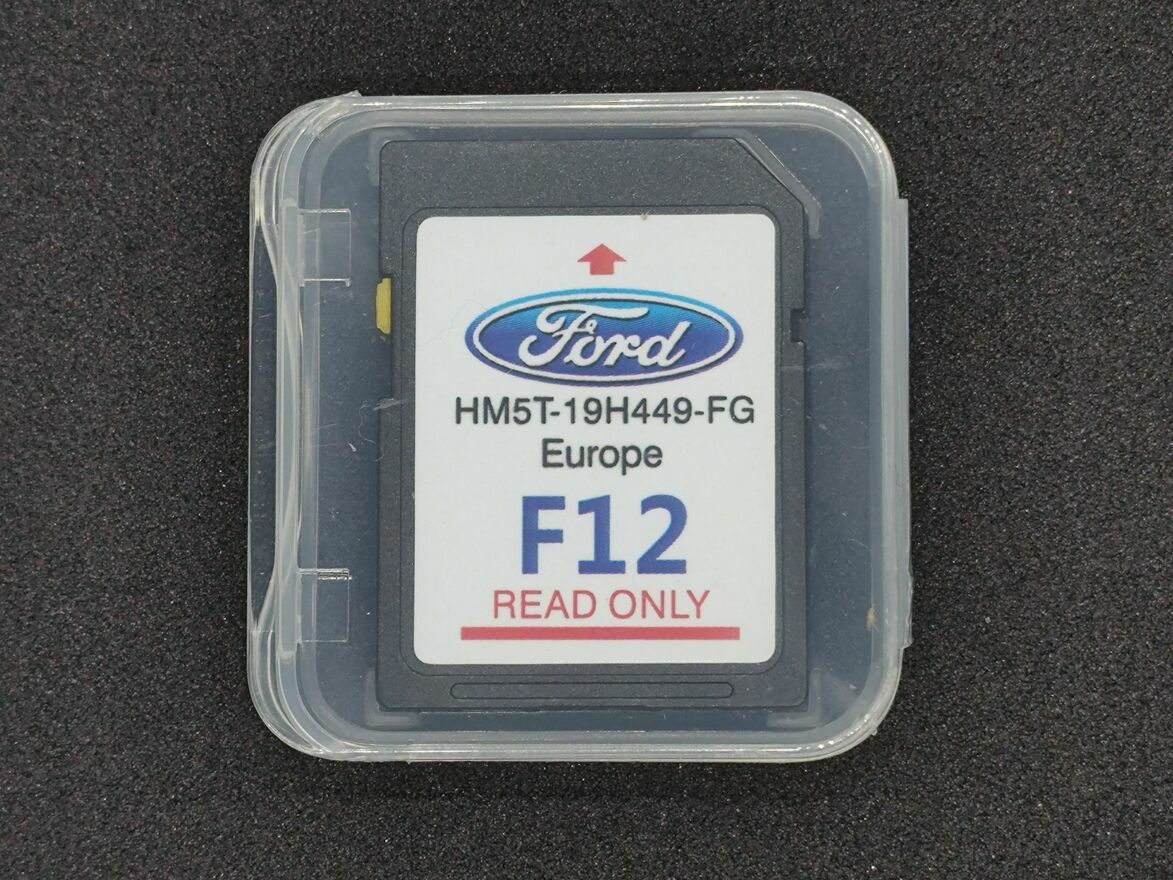 Ford
HM5T-19H449-FG
Europe
F12
READ ONLY